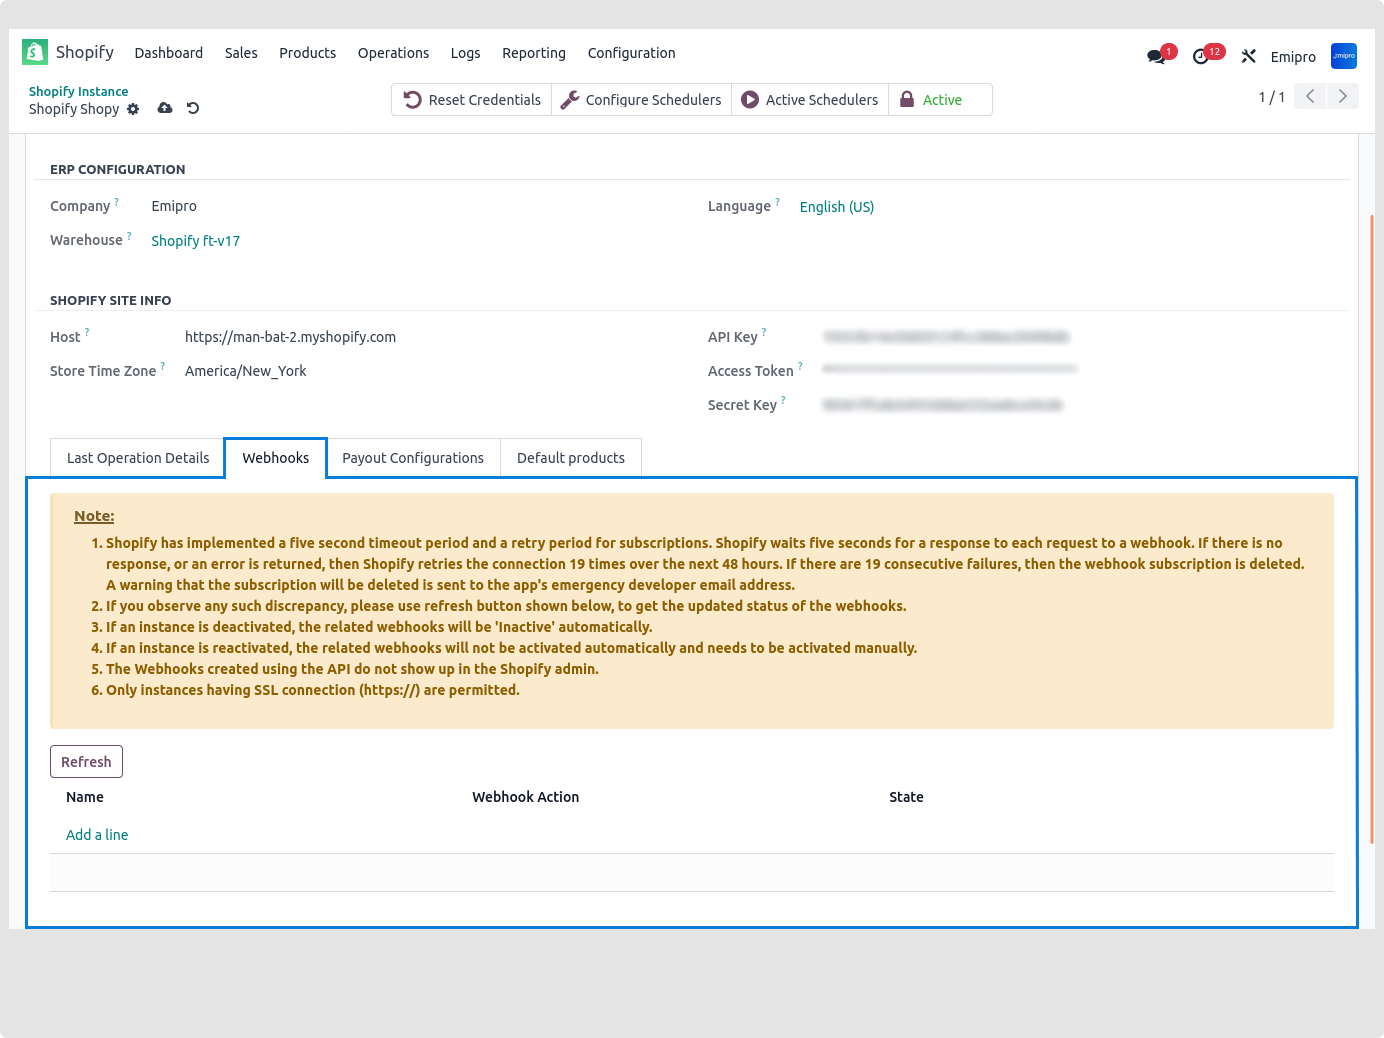 Shopify Dashboard Sales Products Operations Logs Reporting Configuration 1 12 Emipro
Shopify Instance
Shopify Shopy
Reset Credentials Configure Schedulers Active Schedulers Active
1 / 1
ERP CONFIGURATION
Company ? Emipro
Language ? English (US)
Warehouse ? Shopify ft-v17
SHOPIFY SITE INFO
Host ? https://man-bat-2.myshopify.com
API Key ?
Store Time Zone ? America/New_York
Access Token ?
Secret Key ?
Last Operation Details Webhooks Payout Configurations Default products
Note:
1. Shopify has implemented a five second timeout period and a retry period for subscriptions. Shopify waits five seconds for a response to each request to a webhook. If there is no
response, or an error is returned, then Shopify retries the connection 19 times over the next 48 hours. If there are 19 consecutive failures, then the webhook subscription is deleted.
A warning that the subscription will be deleted is sent to the app's emergency developer email address.
2. If you observe any such discrepancy, please use refresh button shown below, to get the updated status of the webhooks.
3. If an instance is deactivated, the related webhooks will be 'Inactive' automatically.
4. If an instance is reactivated, the related webhooks will not be activated automatically and needs to be activated manually.
5. The Webhooks created using the API do not show up in the Shopify admin.
6. Only instances having SSL connection (https://) are permitted.
Refresh
Name Webhook Action State
Add a line